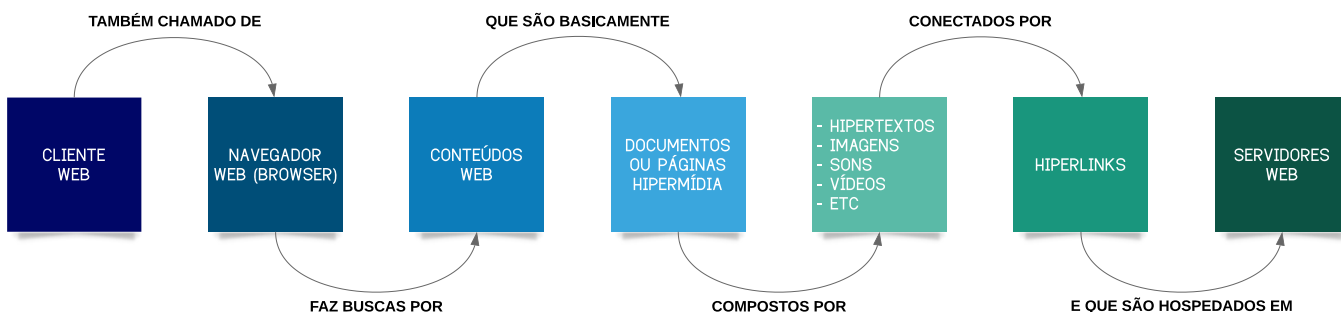 TAMBÉM CHAMADO DE
QUE SÃO BASICAMENTE
CONECTADOS POR
CLIENTE
WEB
NAVEGADOR
WEB (BROWSER)
CONTEÚDOS
WEB
DOCUMENTOS
OU PÁGINAS
HIPERMÍDIA
- HIPERTEXTOS
- IMAGENS
- SONS
- VÍDEOS
- ETC
HIPERLINKS
SERVIDORES
WEB
FAZ BUSCAS POR
COMPOSTOS POR
E QUE SÃO HOSPEDADOS EM